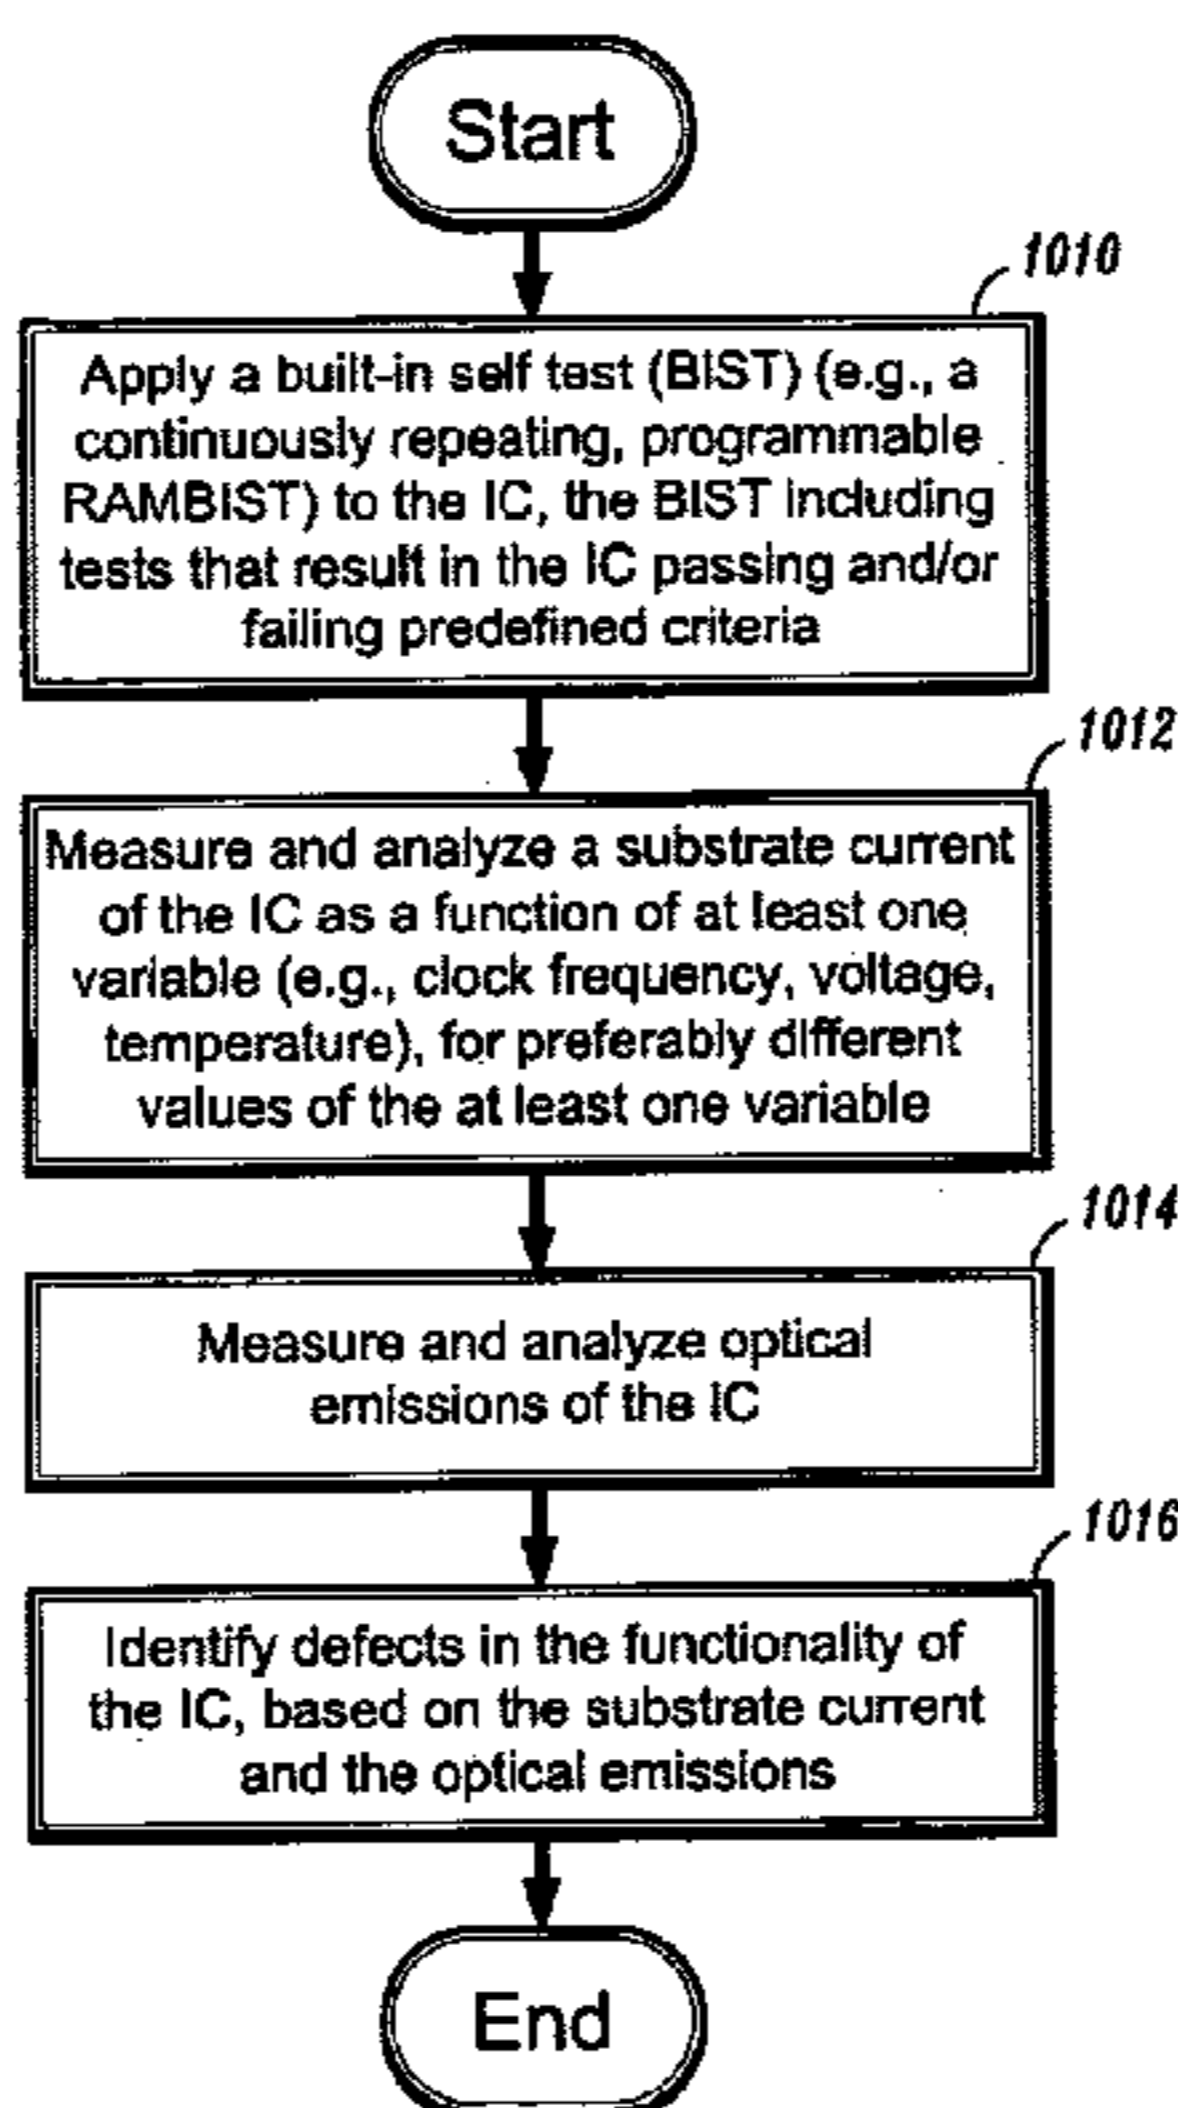 Start
1010
Apply a built-in self test (BIST) (e.g., a
continuously repeating, programmable
RAMBIST) to the IC, the BIST including
tests that result in the IC passing and/or
failing predefined criteria
1012
Measure and analyze a substrate current
of the IC as a function of at least one
variable (e.g., clock frequency, voltage,
temperature), for preferably different
values of the at least one variable
1014
Measure and analyze optical
emissions of the IC
1016
Identify defects in the functionality of
the IC, based on the substrate current
and the optical emissions
End